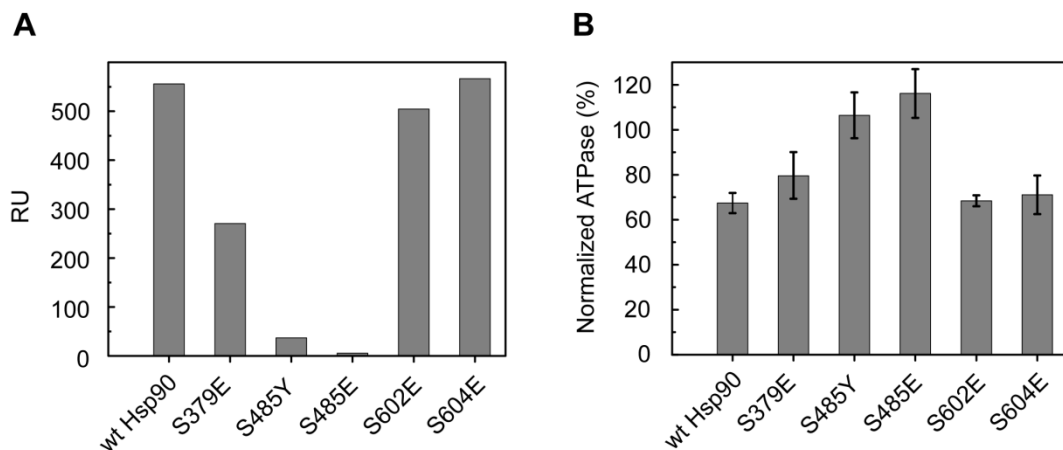 A
RU
500
400
300
200
100
0
wt Hsp90
S379E
S485Y
S485E
S602E
S604E
B
Normalized ATPase (%)
120
100
80
60
40
20
0
wt Hsp90
S379E
S485Y
S485E
S602E
S604E